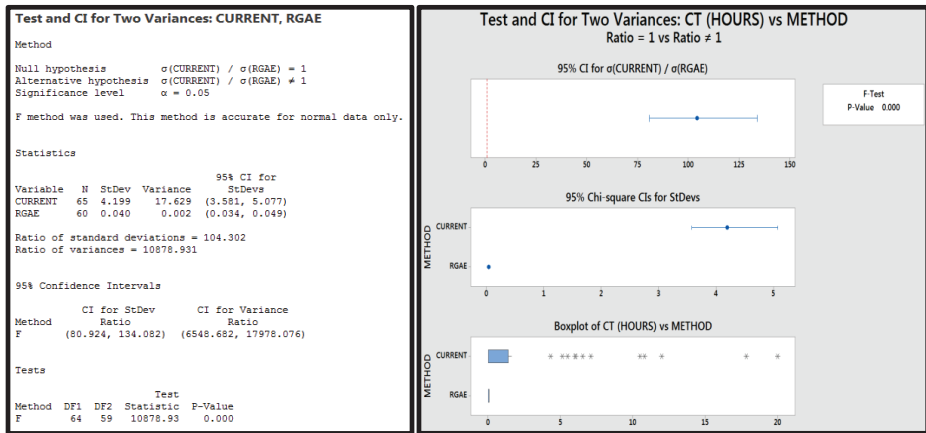 Test and CI for Two Variances: CURRENT, RGAE
Method
Null hypothesis σ(CURRENT) / σ(RGAE) = 1
Alternative hypothesis σ(CURRENT) / σ(RGAE) ≠ 1
Significance level α = 0.05
F method was used. This method is accurate for normal data only.
Statistics
95% CI for
Variable N StDev Variance StDevs
CURRENT 65 4.199 17.629 (3.581, 5.077)
RGAE 60 0.040 0.002 (0.034, 0.049)
Ratio of standard deviations = 104.302
Ratio of variances = 10878.931
95% Confidence Intervals
CI for StDev CI for Variance
Method Ratio Ratio
F (80.924, 134.082) (6548.682, 17978.076)
Tests
Test
Method DF1 DF2 Statistic P-Value
F 64 59 10878.93 0.000
Test and CI for Two Variances: CT (HOURS) vs METHOD
Ratio = 1 vs Ratio ≠ 1
95% CI for σ(CURRENT) / σ(RGAE)
0 25 50 75 100 125 150
F-Test
P-Value 0.000
95% Chi-square CIs for StDevs
METHOD
CURRENT
RGAE
0 1 2 3 4 5
Boxplot of CT (HOURS) vs METHOD
METHOD
CURRENT
RGAE
0 5 10 15 20